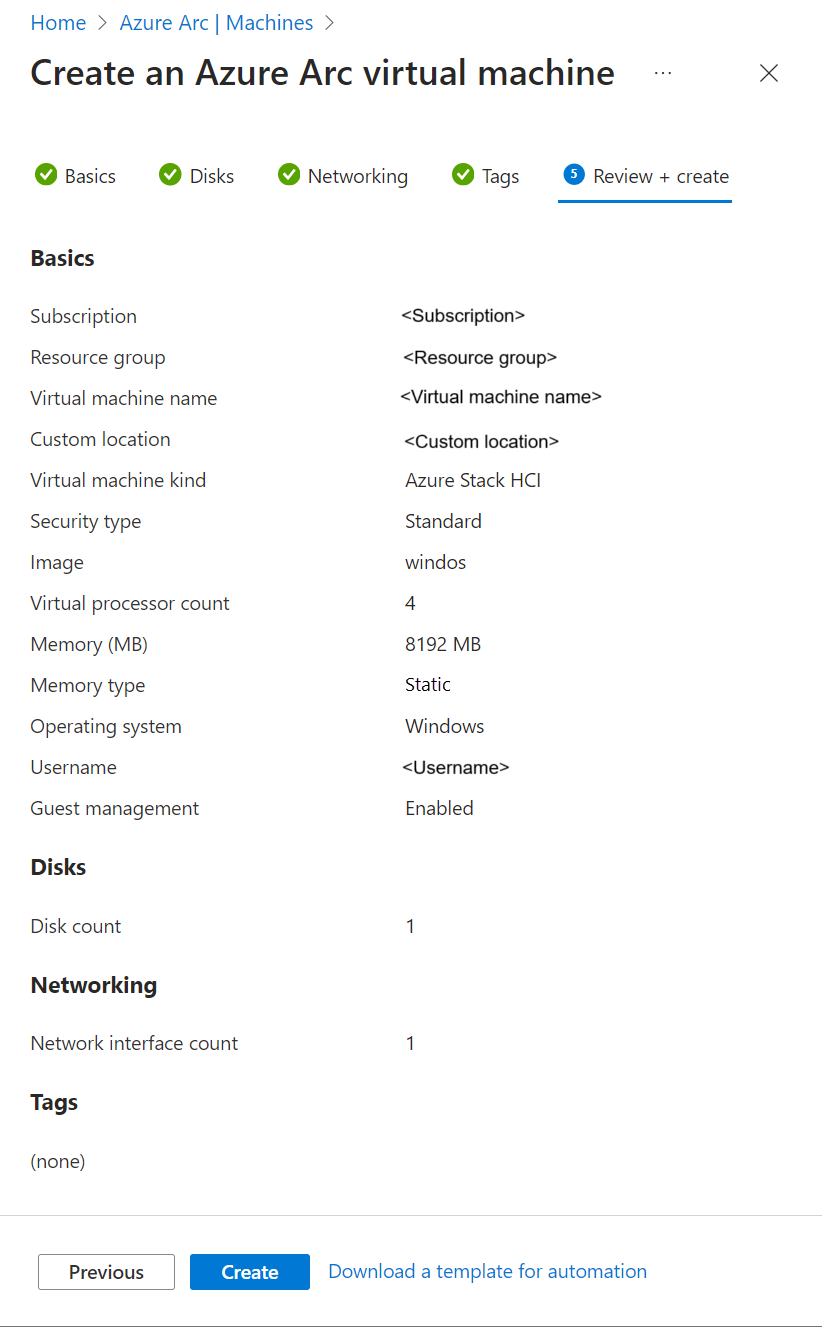 Home > Azure Arc | Machines >
Create an Azure Arc virtual machine ...
Basics Disks Networking Tags 5 Review + create
Basics
Subscription <Subscription>
Resource group <Resource group>
Virtual machine name <Virtual machine name>
Custom location <Custom location>
Virtual machine kind Azure Stack HCI
Security type Standard
Image windos
Virtual processor count 4
Memory (MB) 8192 MB
Memory type Static
Operating system Windows
Username <Username>
Guest management Enabled
Disks
Disk count 1
Networking
Network interface count 1
Tags
(none)
Previous Create Download a template for automation